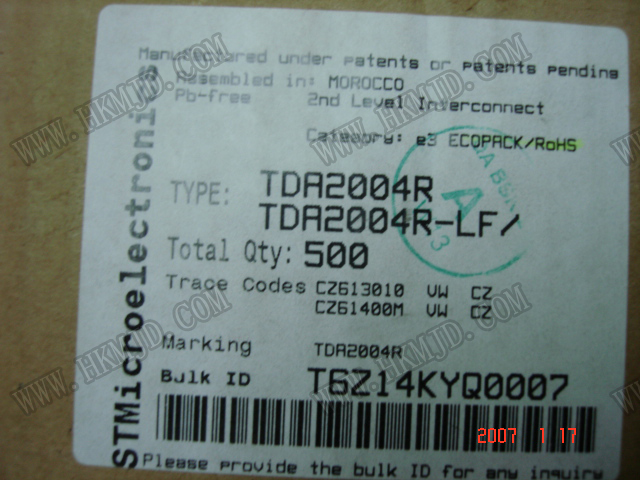 Manufactured under patents or patents pending
Assembled in: MOROCCO
Pb-free 2nd Level Interconnect
Category: e3 ECOPACK/RoHS
STMicroelectronics
TYPE: TDA2004R
TDA2004R-LF/
Total Qty: 500
Trace Codes CZ613010 VW CZ
CZ61400M VW CZ
Marking TDA2004R
Bulk ID T6Z14KYQ0007
2007 1 17
Please provide the bulk ID for any inquiry
WWW.HKMJD.COM
WWW.HKMJD.COM
WWW.HKMJD.COM
WWW.HKMJD.COM
WWW.HKMJD.COM
WWW.HKMJD.COM